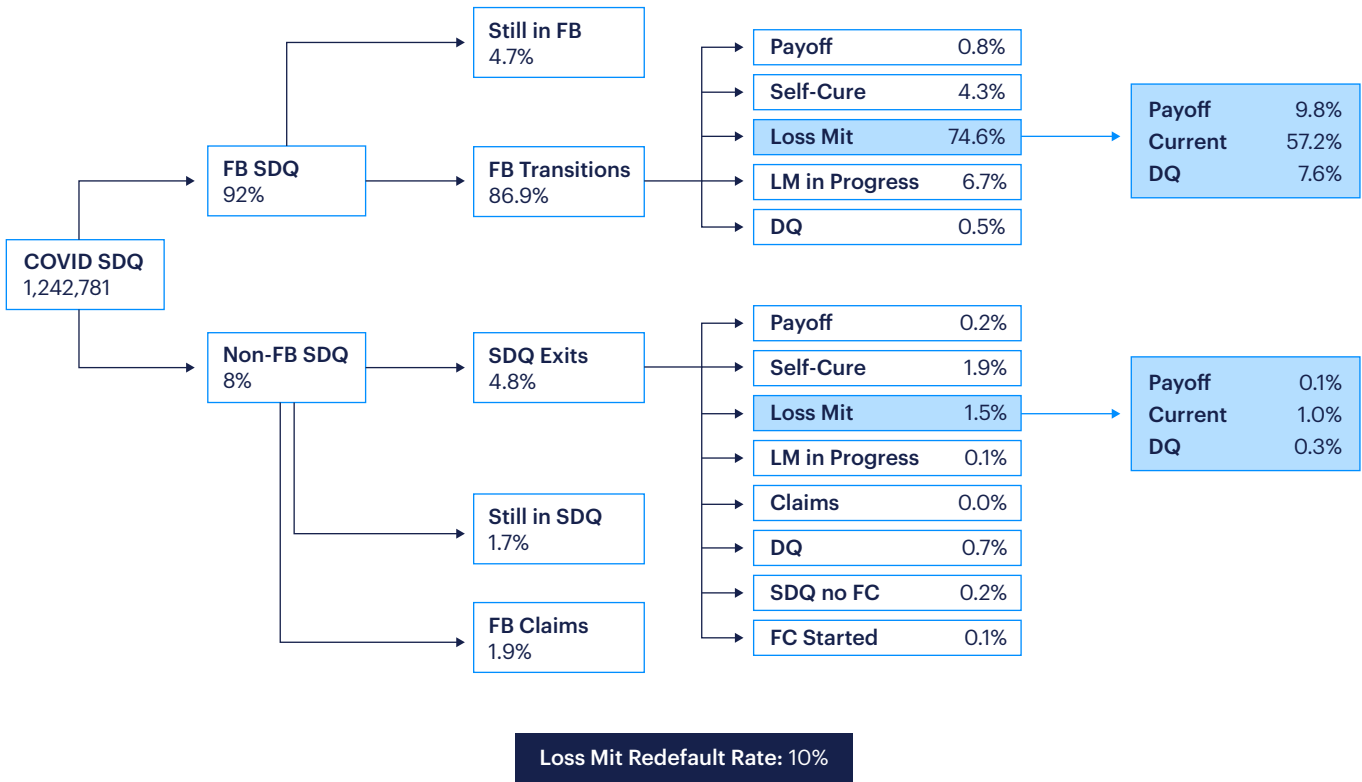 COVID SDQ
1,242,781
FB SDQ
92%
Non-FB SDQ
8%
Still in FB
4.7%
FB Transitions
86.9%
SDQ Exits
4.8%
Still in SDQ
1.7%
FB Claims
1.9%
Payoff 0.8%
Self-Cure 4.3%
Loss Mit 74.6%
LM in Progress 6.7%
DQ 0.5%
Payoff 9.8%
Current 57.2%
DQ 7.6%
Payoff 0.2%
Self-Cure 1.9%
Loss Mit 1.5%
LM in Progress 0.1%
Claims 0.0%
DQ 0.7%
SDQ no FC 0.2%
FC Started 0.1%
Payoff 0.1%
Current 1.0%
DQ 0.3%
Loss Mit Redefault Rate: 10%